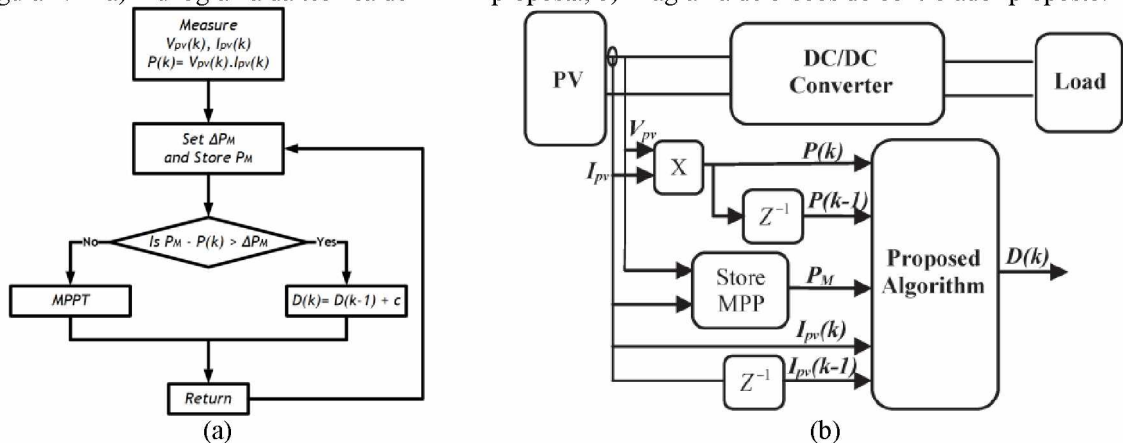 a)
b)
Measure
Vpv(k), Ipv(k)
P(k)= Vpv(k).Ipv(k)
Set ΔPM
and Store PM
Is PM - P(k) > ΔPM
No
Yes
MPPT
D(k)= D(k-1) + c
Return
(a)
PV
DC/DC
Converter
Load
Vpv
Ipv
X
P(k)
Z⁻¹
P(k-1)
Store
MPP
PM
Proposed
Algorithm
D(k)
Ipv(k)
Z⁻¹
Ipv(k-1)
(b)